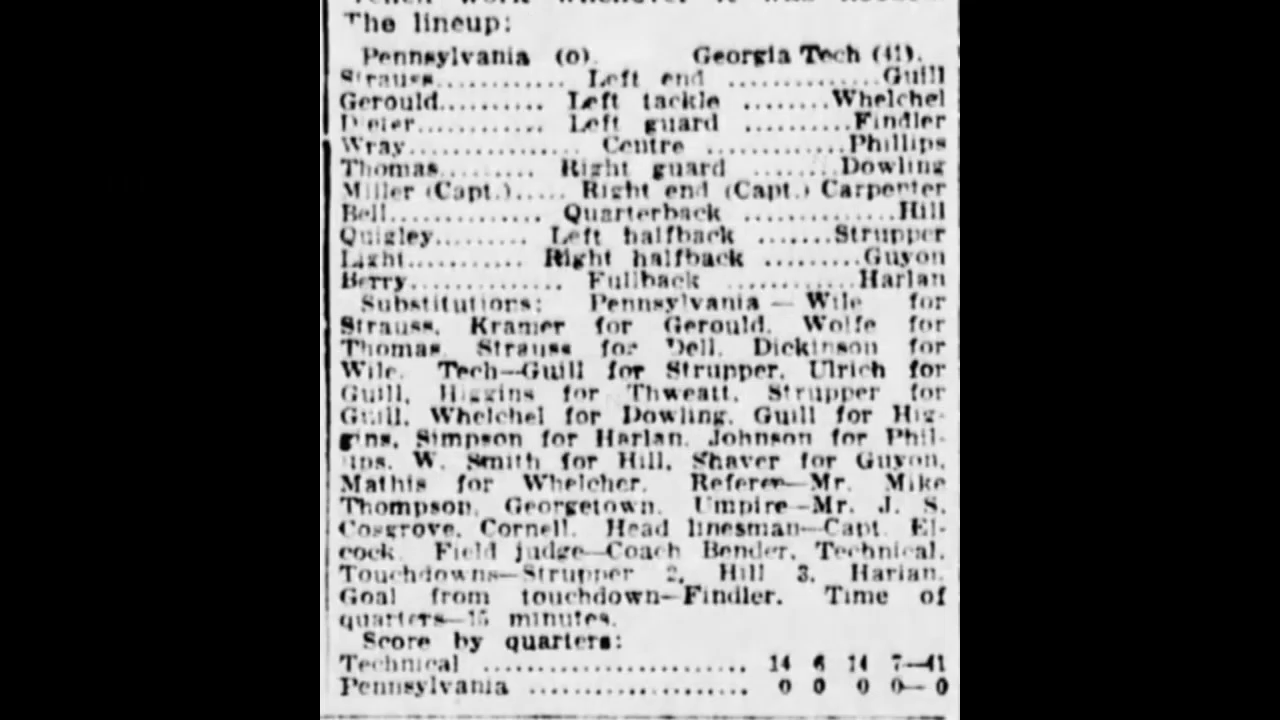 The lineup:
Pennsylvania (0). Georgia Tech (41).
Strauss............ Left end ..............Guill
Gerould.......... Left tackle ........Whelchel
Dieter............ Left guard ..........Findler
Wray................ Centre .............Phillips
Thomas......... Right guard ........Dowling
Miller (Capt.)..... Right end (Capt.) Carpenter
Bell.............. Quarterback ..............Hill
Quigley......... Left halfback .......Strupper
Light........... Right halfback .........Guyon
Berry.............. Fullback ............Harlan
Substitutions: Pennsylvania — Wile for
Strauss, Kramer for Gerould, Wolfe for
Thomas, Strauss for Dell, Dickinson for
Wile. Tech—Guill for Strupper, Ulrich for
Guill, Higgins for Thweatt, Strupper for
Guill, Whelchel for Dowling, Guill for Hig-
gins, Simpson for Harlan, Johnson for Phil-
lips, W. Smith for Hill, Shaver for Guyon,
Mathis for Whelcher. Referee—Mr. Mike
Thompson, Georgetown. Umpire—Mr. J. S.
Cosgrove, Cornell. Head linesman—Capt. El-
cock. Field judge—Coach Bender, Technical.
Touchdowns—Strupper 2, Hill 3, Harlan.
Goal from touchdown—Findler. Time of
quarters—15 minutes.
Score by quarters:
Technical ........................ 14 6 14 7—41
Pennsylvania .................... 0 0 0 0— 0